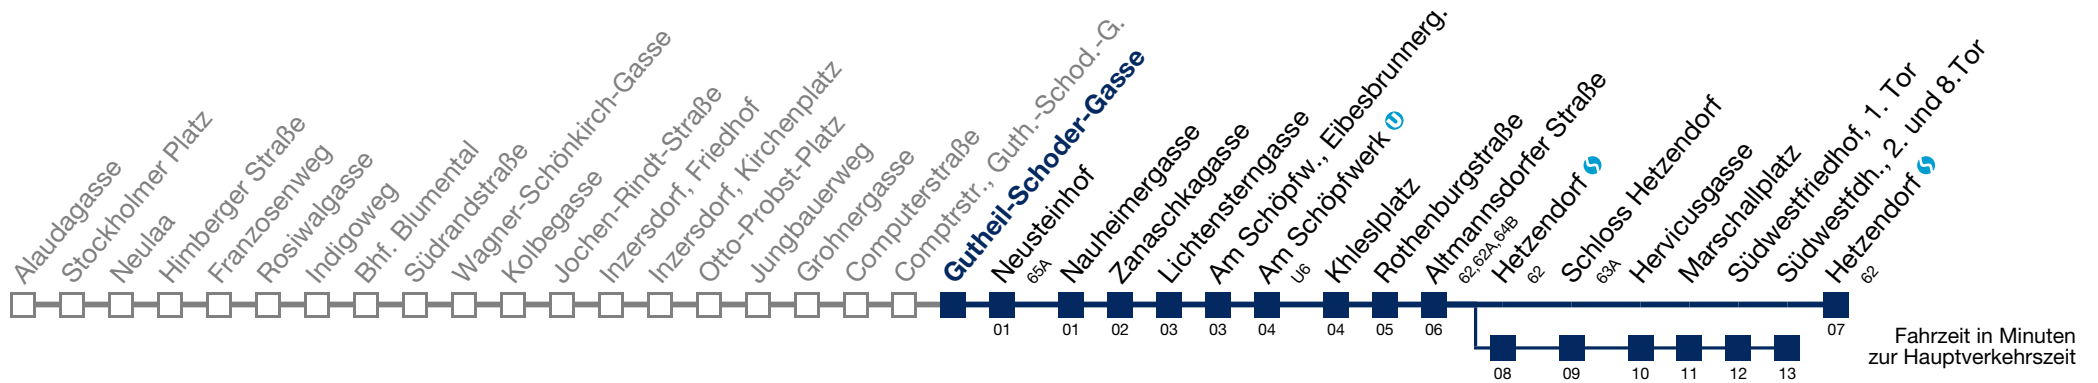 Alaudagasse
Stockholmer Platz
Neulaa
Himberger Straße
Franzosenweg
Rosiwalgasse
Indigoweg
Bhf. Blumental
Südrandstraße
Wagner-Schönkirch-Gasse
Kolbegasse
Jochen-Rindt-Straße
Inzersdorf, Friedhof
Inzersdorf, Kirchenplatz
Otto-Probst-Platz
Jungbauerweg
Grohnergasse
Computerstraße
Comptrstr., Guth.-Schod.-G.
Gutheil-Schoder-Gasse
Neusteinhof
65A
Nauheimergasse
Zanaschkagasse
Lichtensterngasse
Am Schöpfw., Eibesbrunnerg.
Am Schöpfwerk U
U6
Khleslplatz
Rothenburgstraße
Altmannsdorfer Straße
62,62A,64B
Hetzendorf S
62
Schloss Hetzendorf
63A
Hervicusgasse
Marschallplatz
Südwestfriedhof, 1. Tor
Südwestfdh., 2. und 8.Tor
Hetzendorf S
62
01 01 02 03 03 04 04 05 06 07
08 09 10 11 12 13
Fahrzeit in Minuten
zur Hauptverkehrszeit